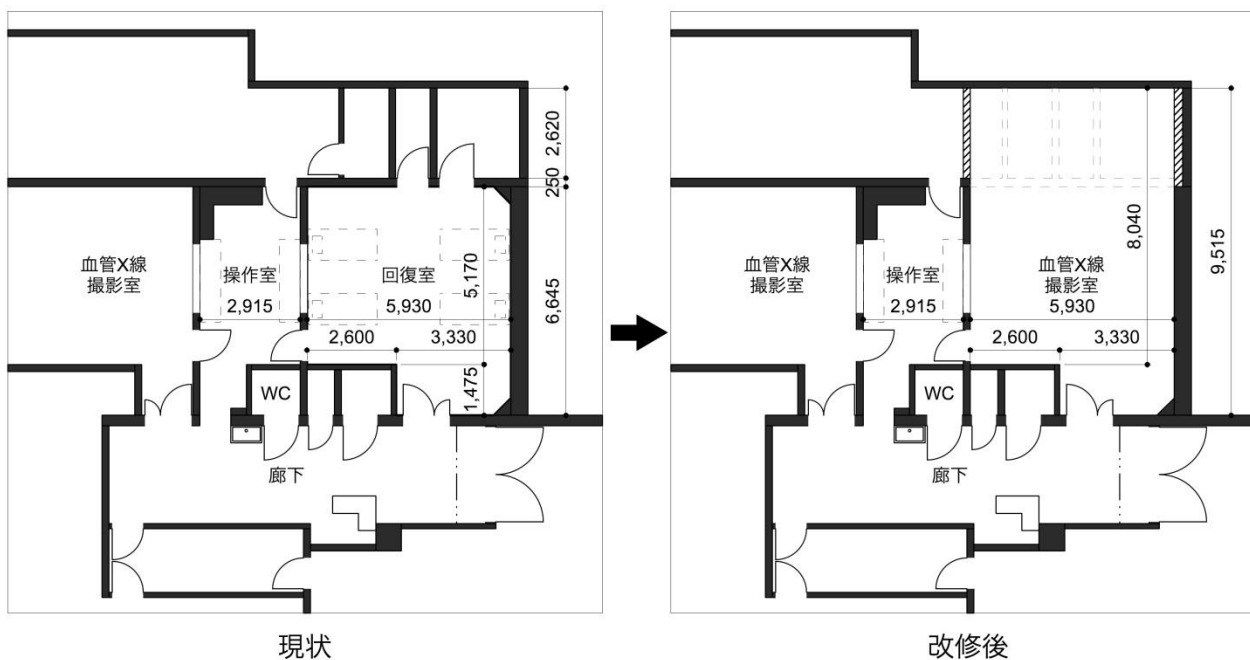 2,620
250
血管X線
撮影室
操作室
2,915
回復室
5,930
5,170
6,645
2,600
3,330
1,475
WC
廊下
現状
血管X線
撮影室
操作室
2,915
血管X線
撮影室
5,930
8,040
9,515
2,600
3,330
WC
廊下
改修後